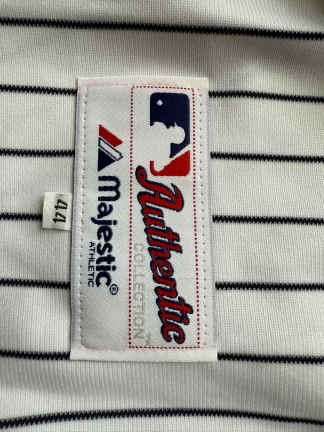 Authentic
COLLECTION
Majestic®
ATHLETIC
44